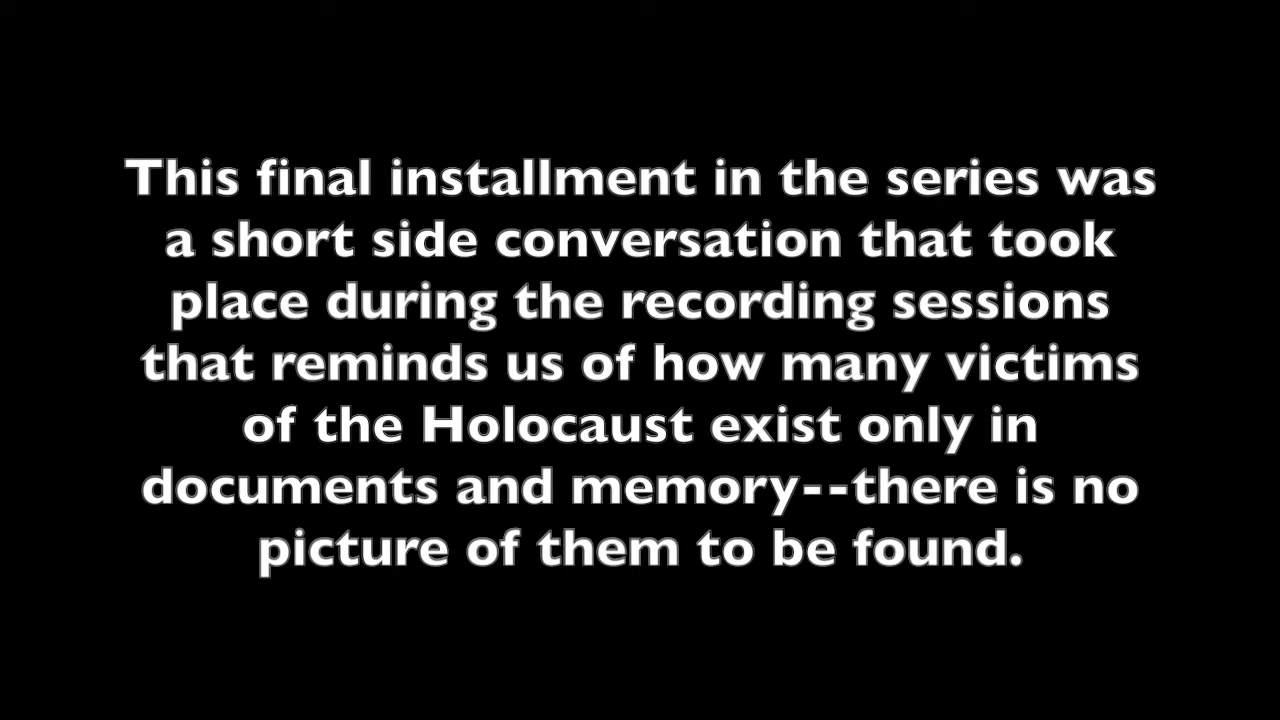 This final installment in the series was
a short side conversation that took
place during the recording sessions
that reminds us of how many victims
of the Holocaust exist only in
documents and memory--there is no
picture of them to be found.